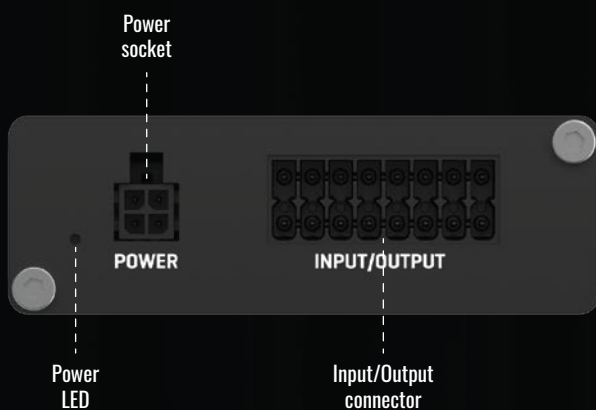 Power
socket
POWER
INPUT/OUTPUT
Power
LED
Input/Output
connector